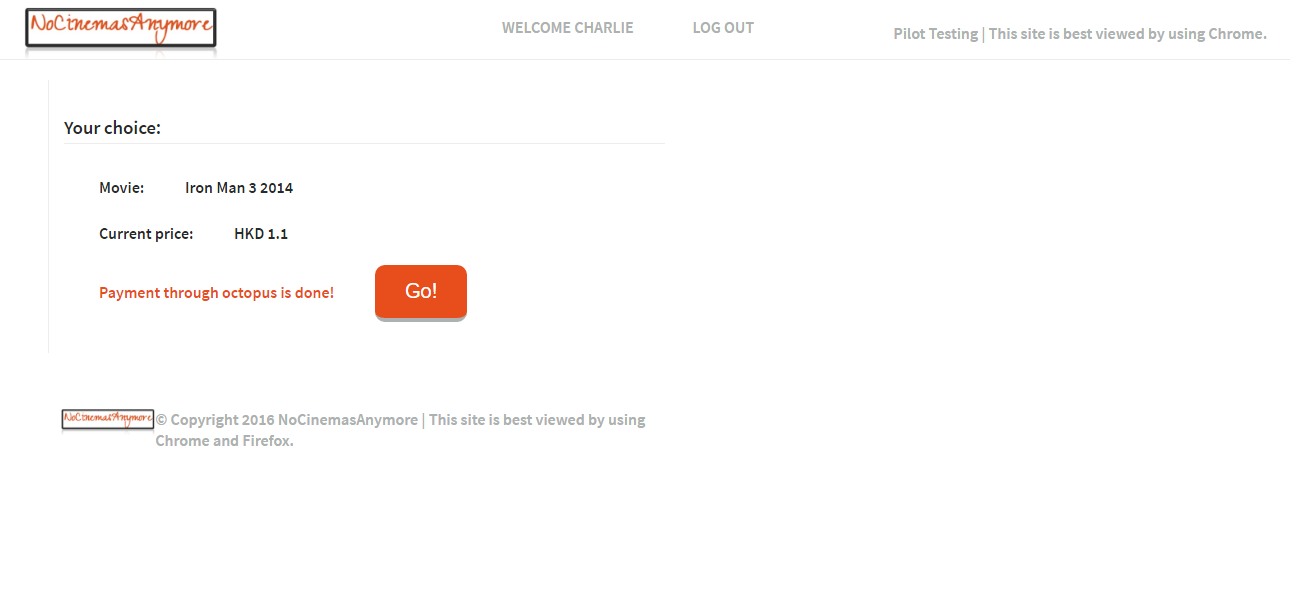 NoCinemasAnymore
WELCOME CHARLIE
LOG OUT
Pilot Testing | This site is best viewed by using Chrome.
Your choice:
Movie: Iron Man 3 2014
Current price: HKD 1.1
Payment through octopus is done! Go!
NoCinemasAnymore © Copyright 2016 NoCinemasAnymore | This site is best viewed by using
Chrome and Firefox.